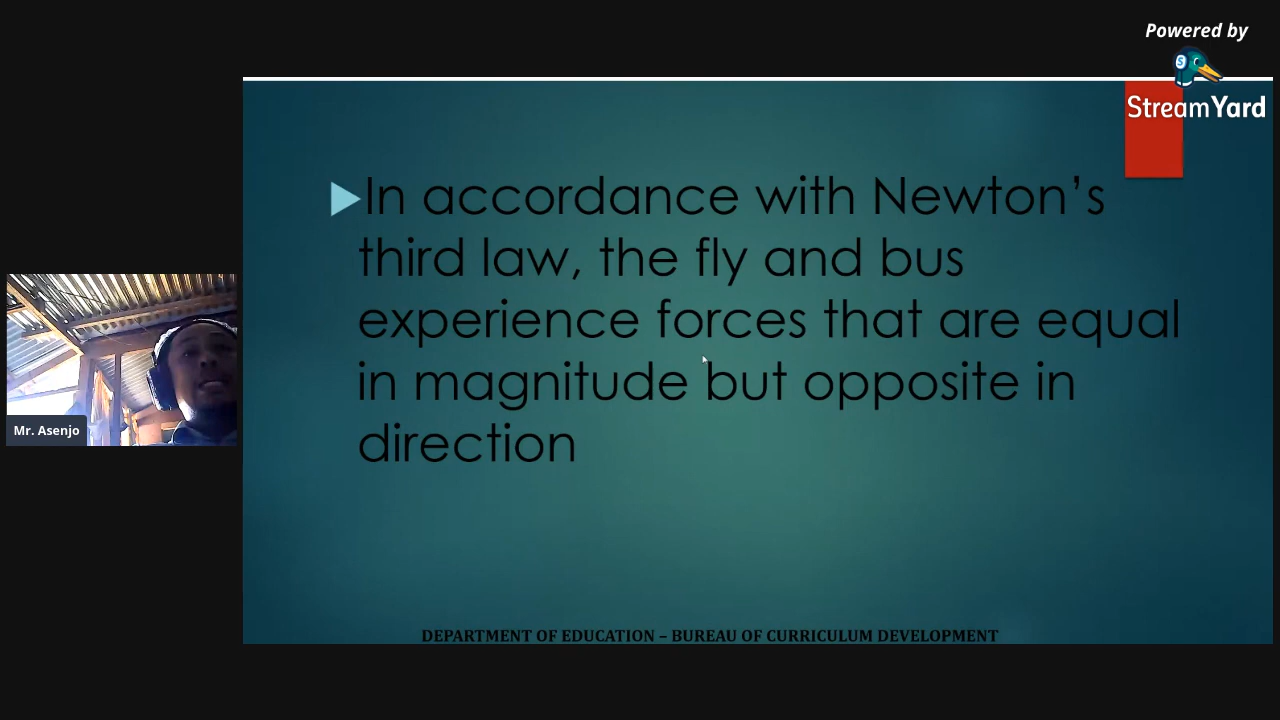 Powered by
StreamYard
In accordance with Newton’s
third law, the fly and bus
experience forces that are equal
in magnitude but opposite in
direction
Mr. Asenjo
DEPARTMENT OF EDUCATION – BUREAU OF CURRICULUM DEVELOPMENT